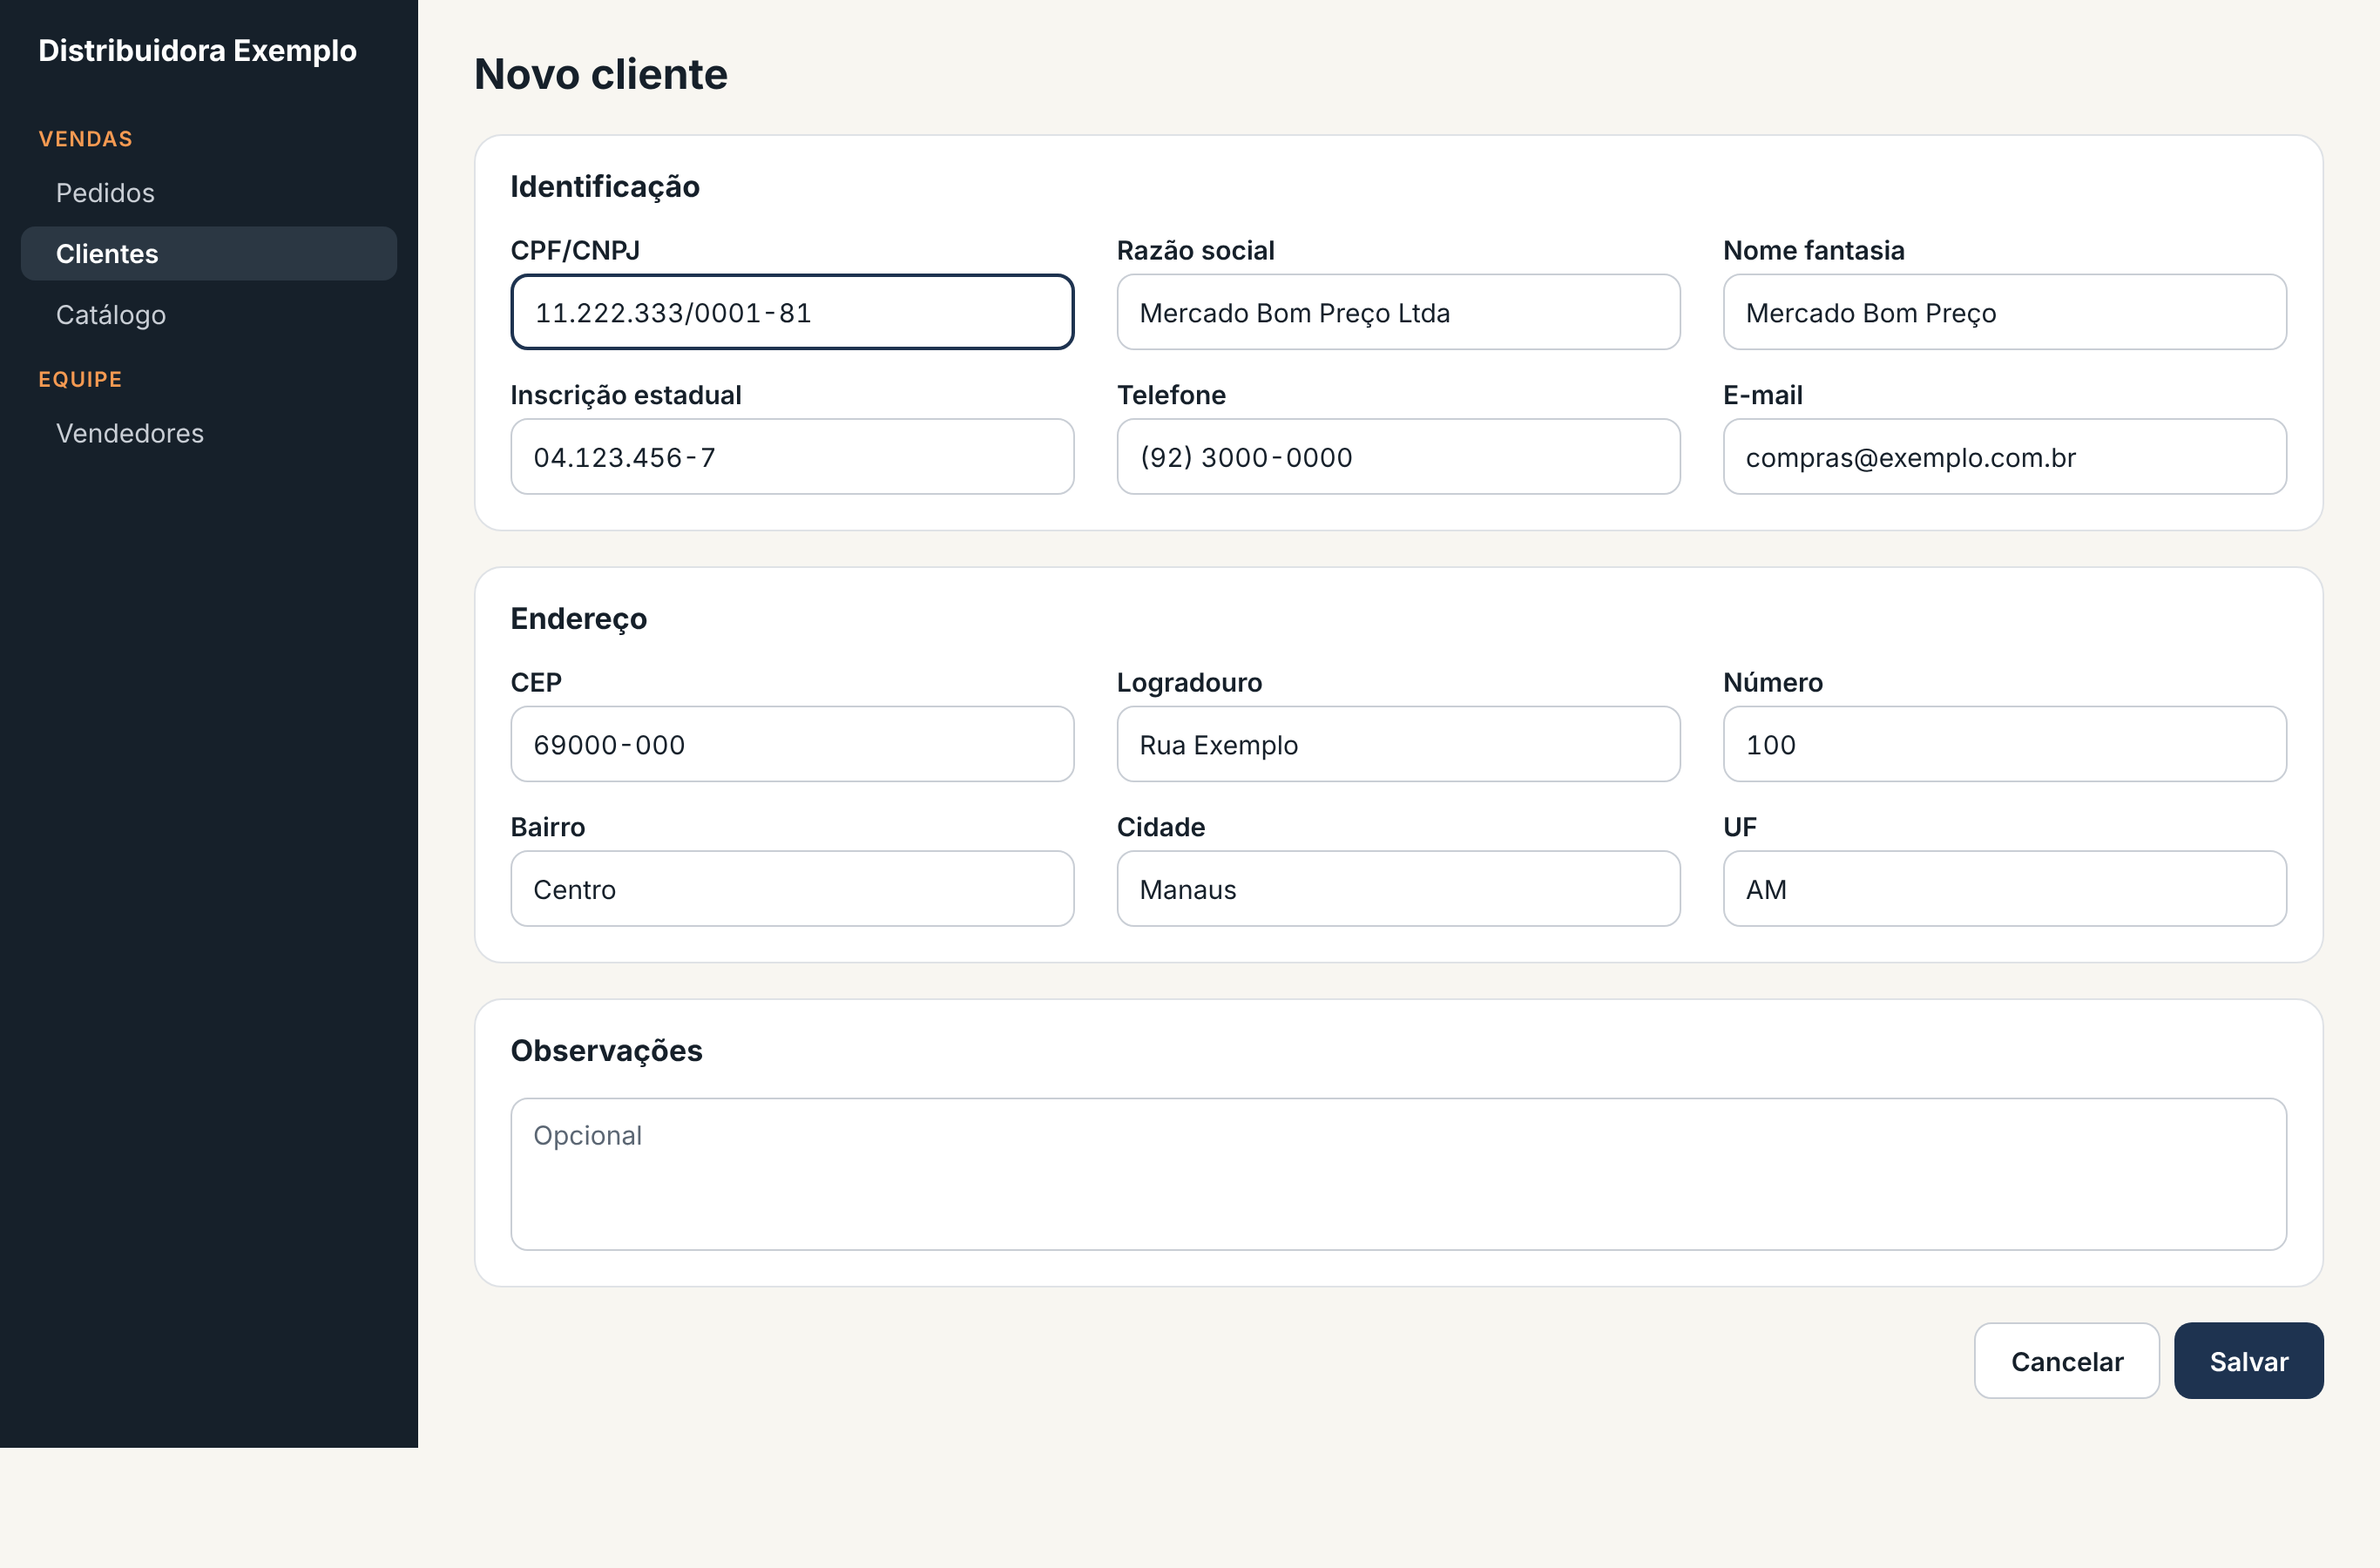 Distribuidora Exemplo
VENDAS
Pedidos
Clientes
Catálogo
EQUIPE
Vendedores
Novo cliente
Identificação
CPF/CNPJ
11.222.333/0001-81
Razão social
Mercado Bom Preço Ltda
Nome fantasia
Mercado Bom Preço
Inscrição estadual
04.123.456-7
Telefone
(92) 3000-0000
E-mail
compras@exemplo.com.br
Endereço
CEP
69000-000
Logradouro
Rua Exemplo
Número
100
Bairro
Centro
Cidade
Manaus
UF
AM
Observações
Opcional
Cancelar
Salvar